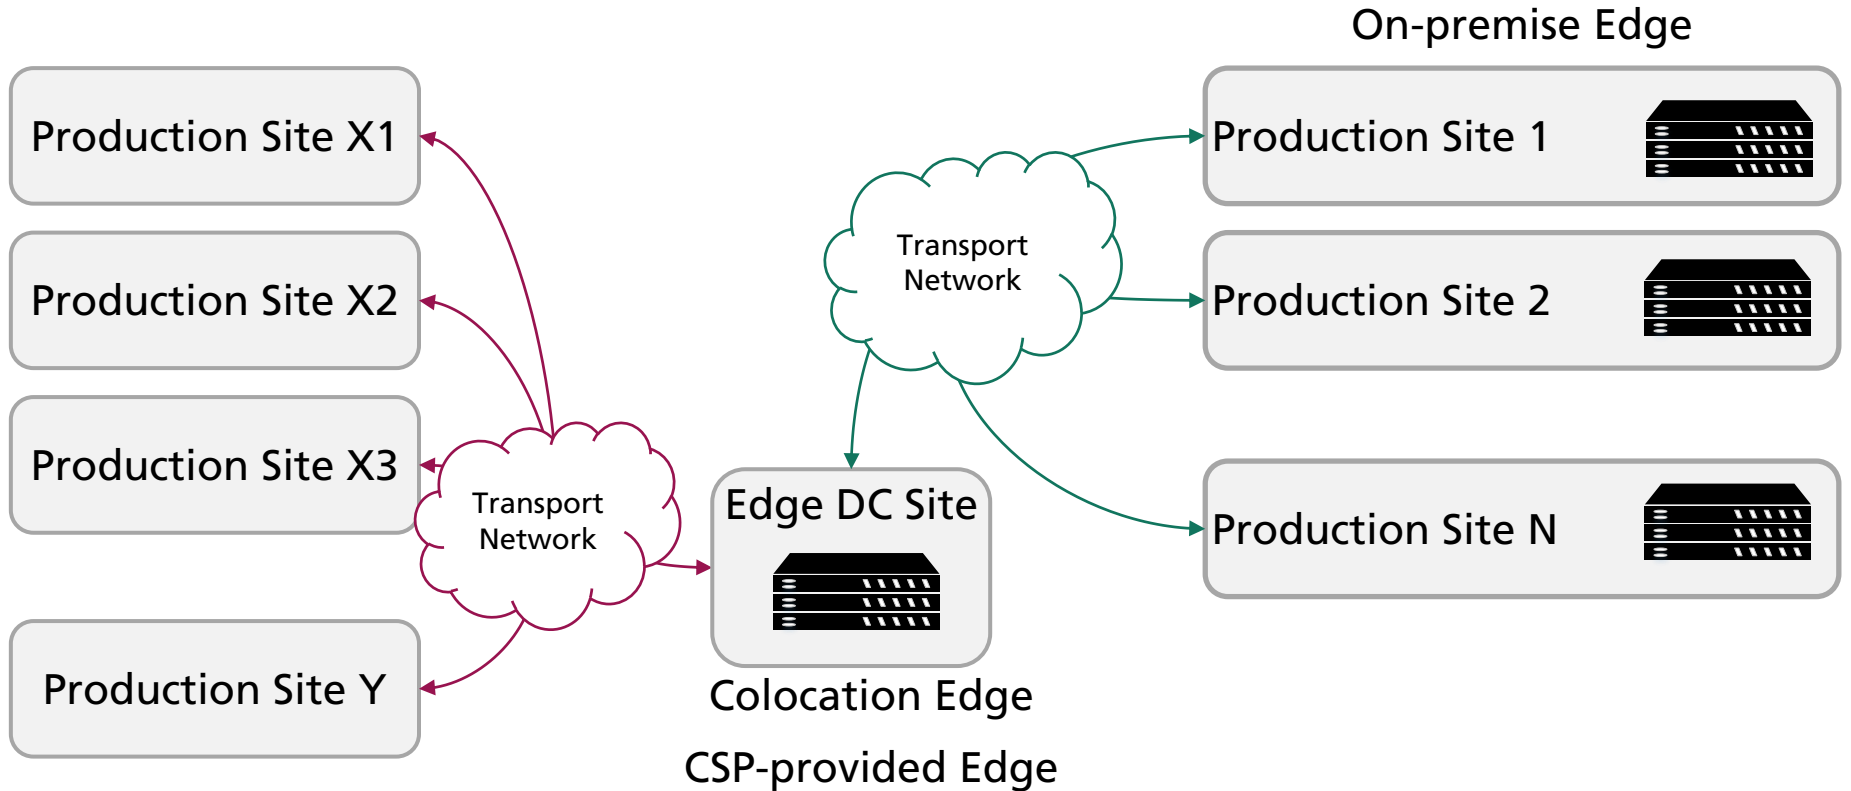 On-premise Edge
Production Site X1
Production Site X2
Production Site X3
Production Site Y
Transport
Network
Transport
Network
Edge DC Site
Colocation Edge
CSP-provided Edge
Production Site 1
Production Site 2
Production Site N